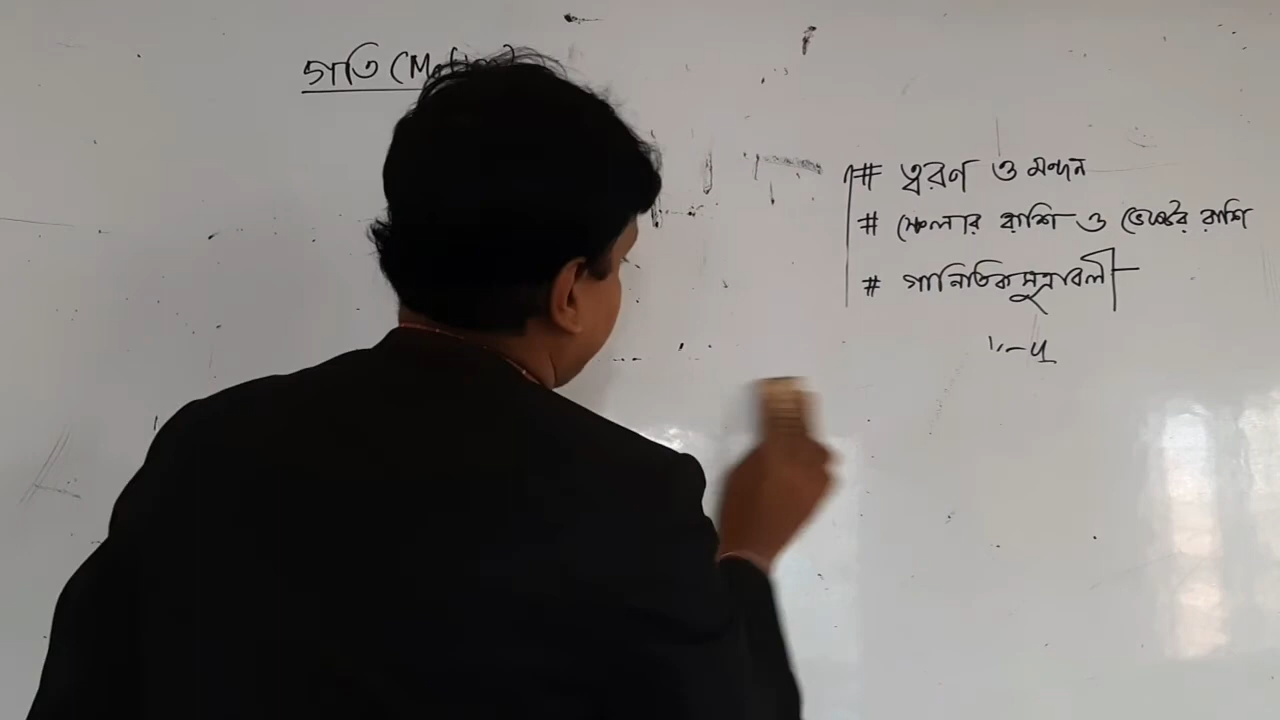 গতি (Mo
# ত্বরণ ও মন্দন
# স্কেলার রাশি ও ভেক্টর রাশি
# গানিতিক সুত্রাবলী